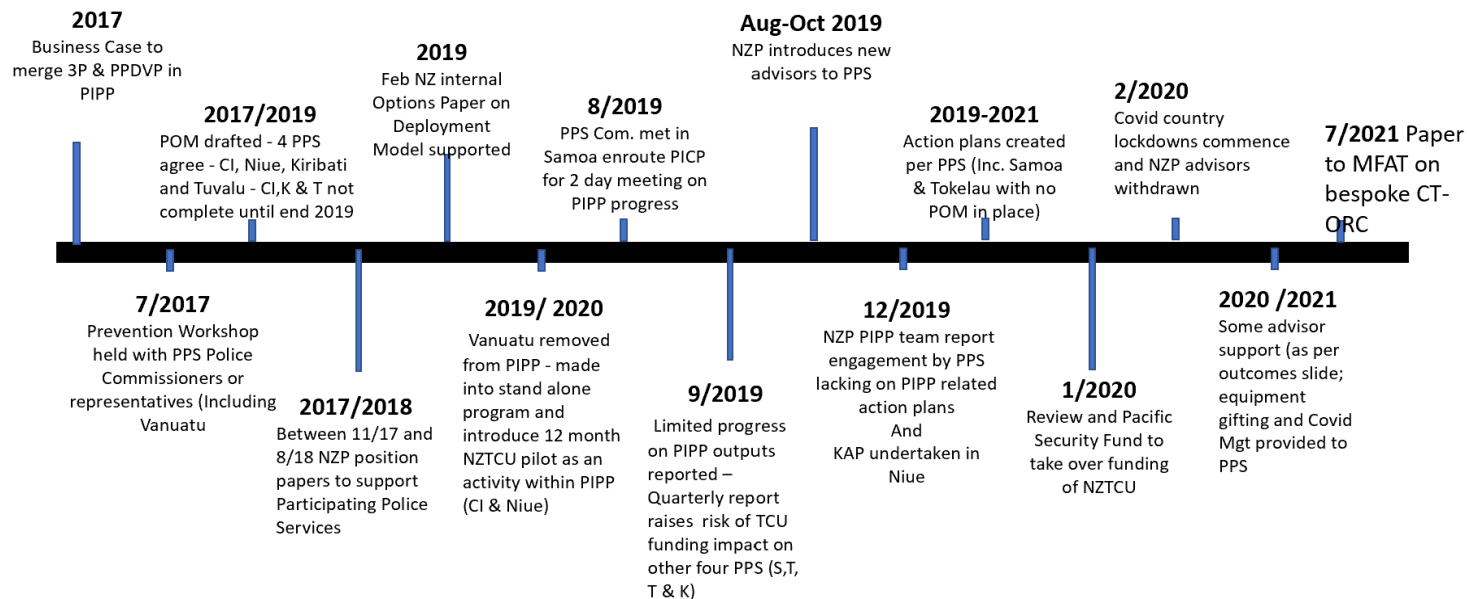 2017
Business Case to
merge 3P & PPDVP in
PIPP
7/2017
Prevention Workshop
held with PPS Police
Commissioners or
representatives (Including
Vanuatu
2017/2019
POM drafted - 4 PPS
agree - CI, Niue, Kiribati
and Tuvalu - CI,K & T not
complete until end 2019
2017/2018
Between 11/17 and
8/18 NZP position
papers to support
Participating Police
Services
2019
Feb NZ internal
Options Paper on
Deployment
Model supported
2019/ 2020
Vanuatu removed
from PIPP - made
into stand alone
program and
introduce 12 month
NZTCU pilot as an
activity within PIPP
(CI & Niue)
8/2019
PPS Com. met in
Samoa enroute PICP
for 2 day meeting on
PIPP progress
9/2019
Limited progress
on PIPP outputs
reported –
Quarterly report
raises  risk of TCU
funding impact on
other four PPS (S,T,
T & K)
Aug-Oct 2019
NZP introduces new
advisors to PPS
12/2019
NZP PIPP team report
engagement by PPS
lacking on PIPP related
action plans
And
KAP undertaken in
Niue
2019-2021
Action plans created
per PPS (Inc. Samoa
& Tokelau with no
POM in place)
1/2020
Review and Pacific
Security Fund to
take over funding
of NZTCU
2/2020
Covid country
lockdowns commence
and NZP advisors
withdrawn
2020 /2021
Some advisor
support (as per
outcomes slide;
equipment
gifting and Covid
Mgt provided to
PPS
7/2021 Paper
to MFAT on
bespoke CT-
ORC